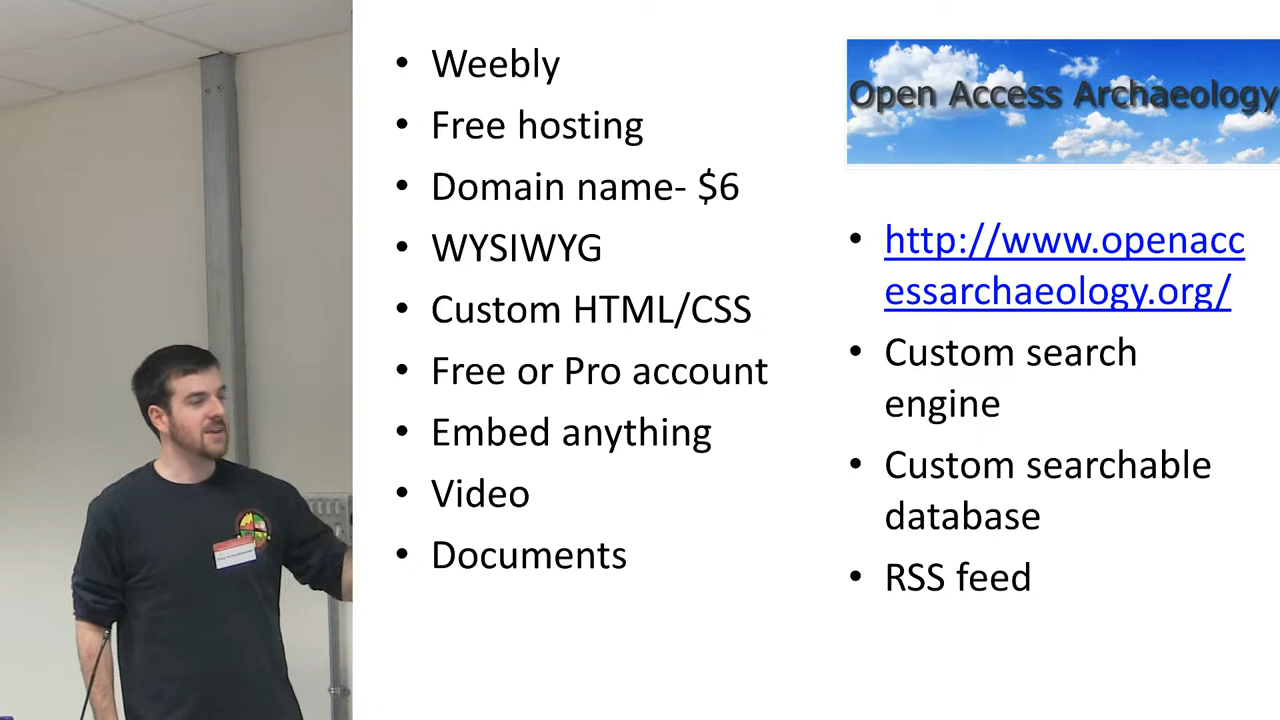 Weebly
Free hosting
Domain name- $6
WYSIWYG
Custom HTML/CSS
Free or Pro account
Embed anything
Video
Documents
Open Access Archaeology
http://www.openacc
essarchaeology.org/
Custom search
engine
Custom searchable
database
RSS feed